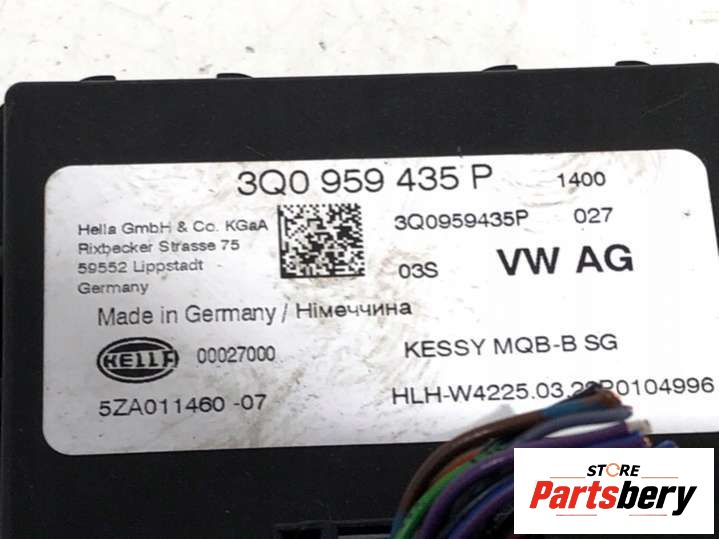 3Q0 959 435 P 1400
Hella GmbH & Co. KGaA
Rixbecker Strasse 75
59552 Lippstadt
Germany
3Q0959435P 027
03S VW AG
Made in Germany / Німеччина
HELLA 00027000
KESSY MQB-B SG
5ZA011460 -07
STORE
Partsbery